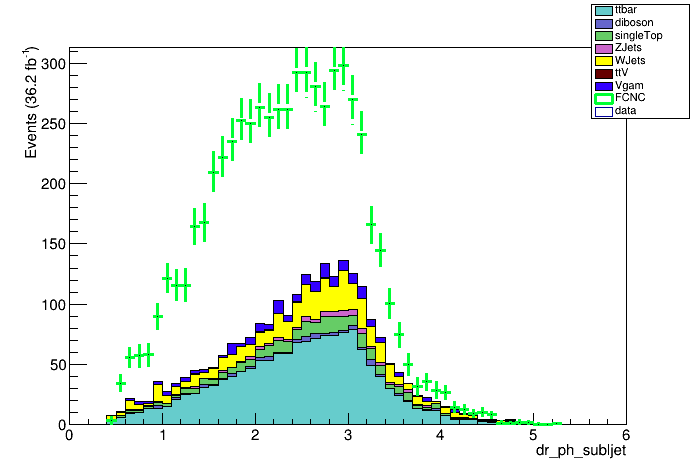 ttbar
diboson
singleTop
ZJets
WJets
ttV
Vgam
FCNC
data
Events (36.2 fb⁻¹)
300
250
200
150
100
50
0
0 1 2 3 4 5 6
dr_ph_subljet